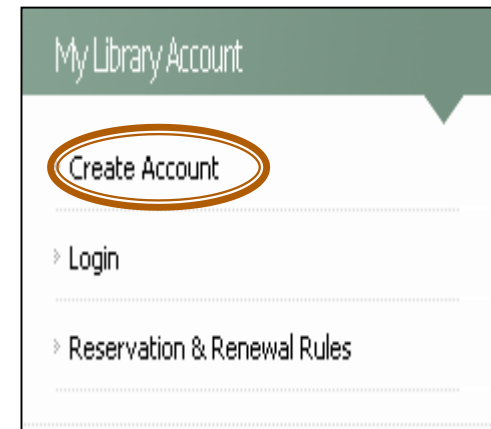 My Library Account
Create Account
Login
Reservation & Renewal Rules